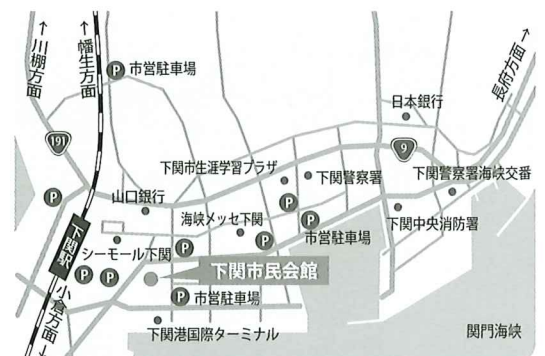 ↑川棚方面
↑幡生方面
P 市営駐車場
長府方面→
日本銀行
191
9
下関市生涯学習プラザ
下関警察署
下関警察署海峡交番
P
山口銀行
海峡メッセ下関
P
下関中央消防署
P
市営駐車場
下関駅
シーモール下関
P
P
P
P
下関市民会館
小倉方面→
P 市営駐車場
下関港国際ターミナル
関門海峡